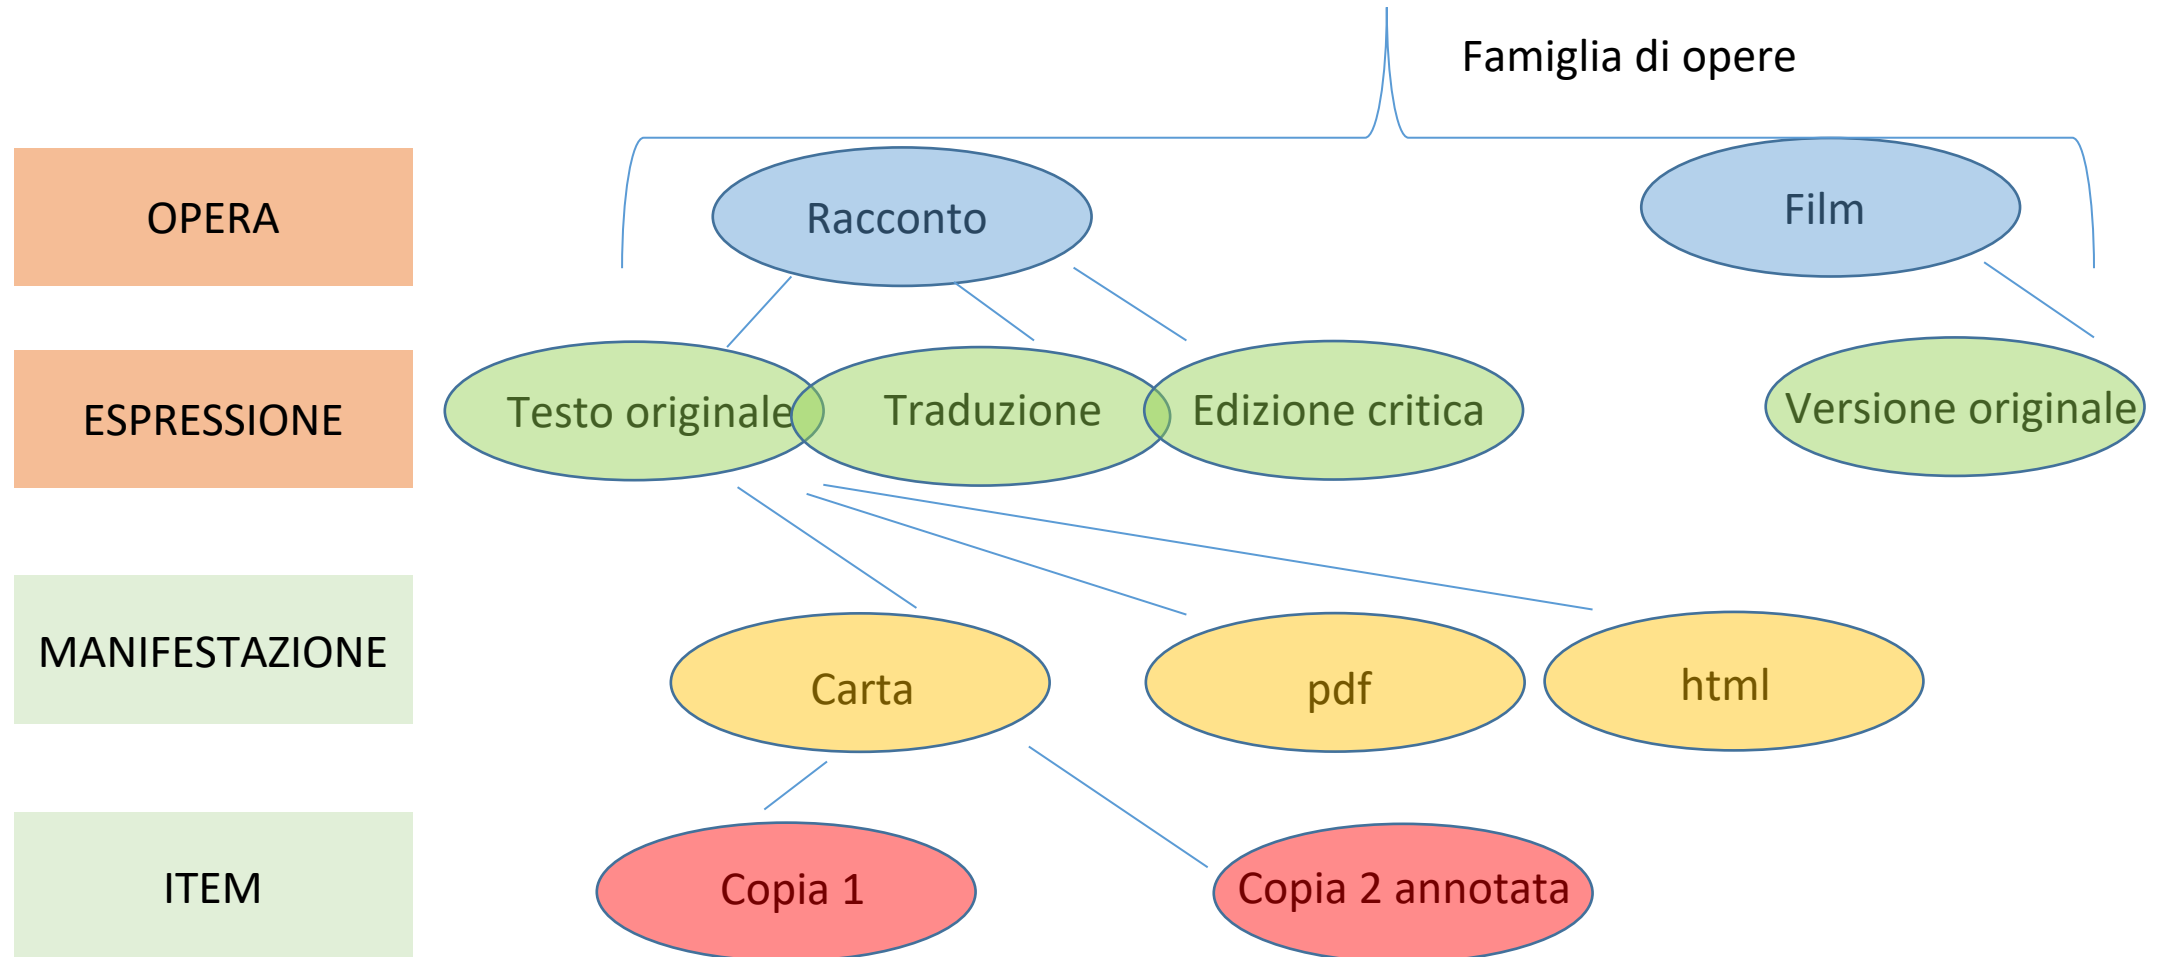 Famiglia di opere
OPERA
Racconto
Film
ESPRESSIONE
Testo originale
Traduzione
Edizione critica
Versione originale
MANIFESTAZIONE
Carta
pdf
html
ITEM
Copia 1
Copia 2 annotata